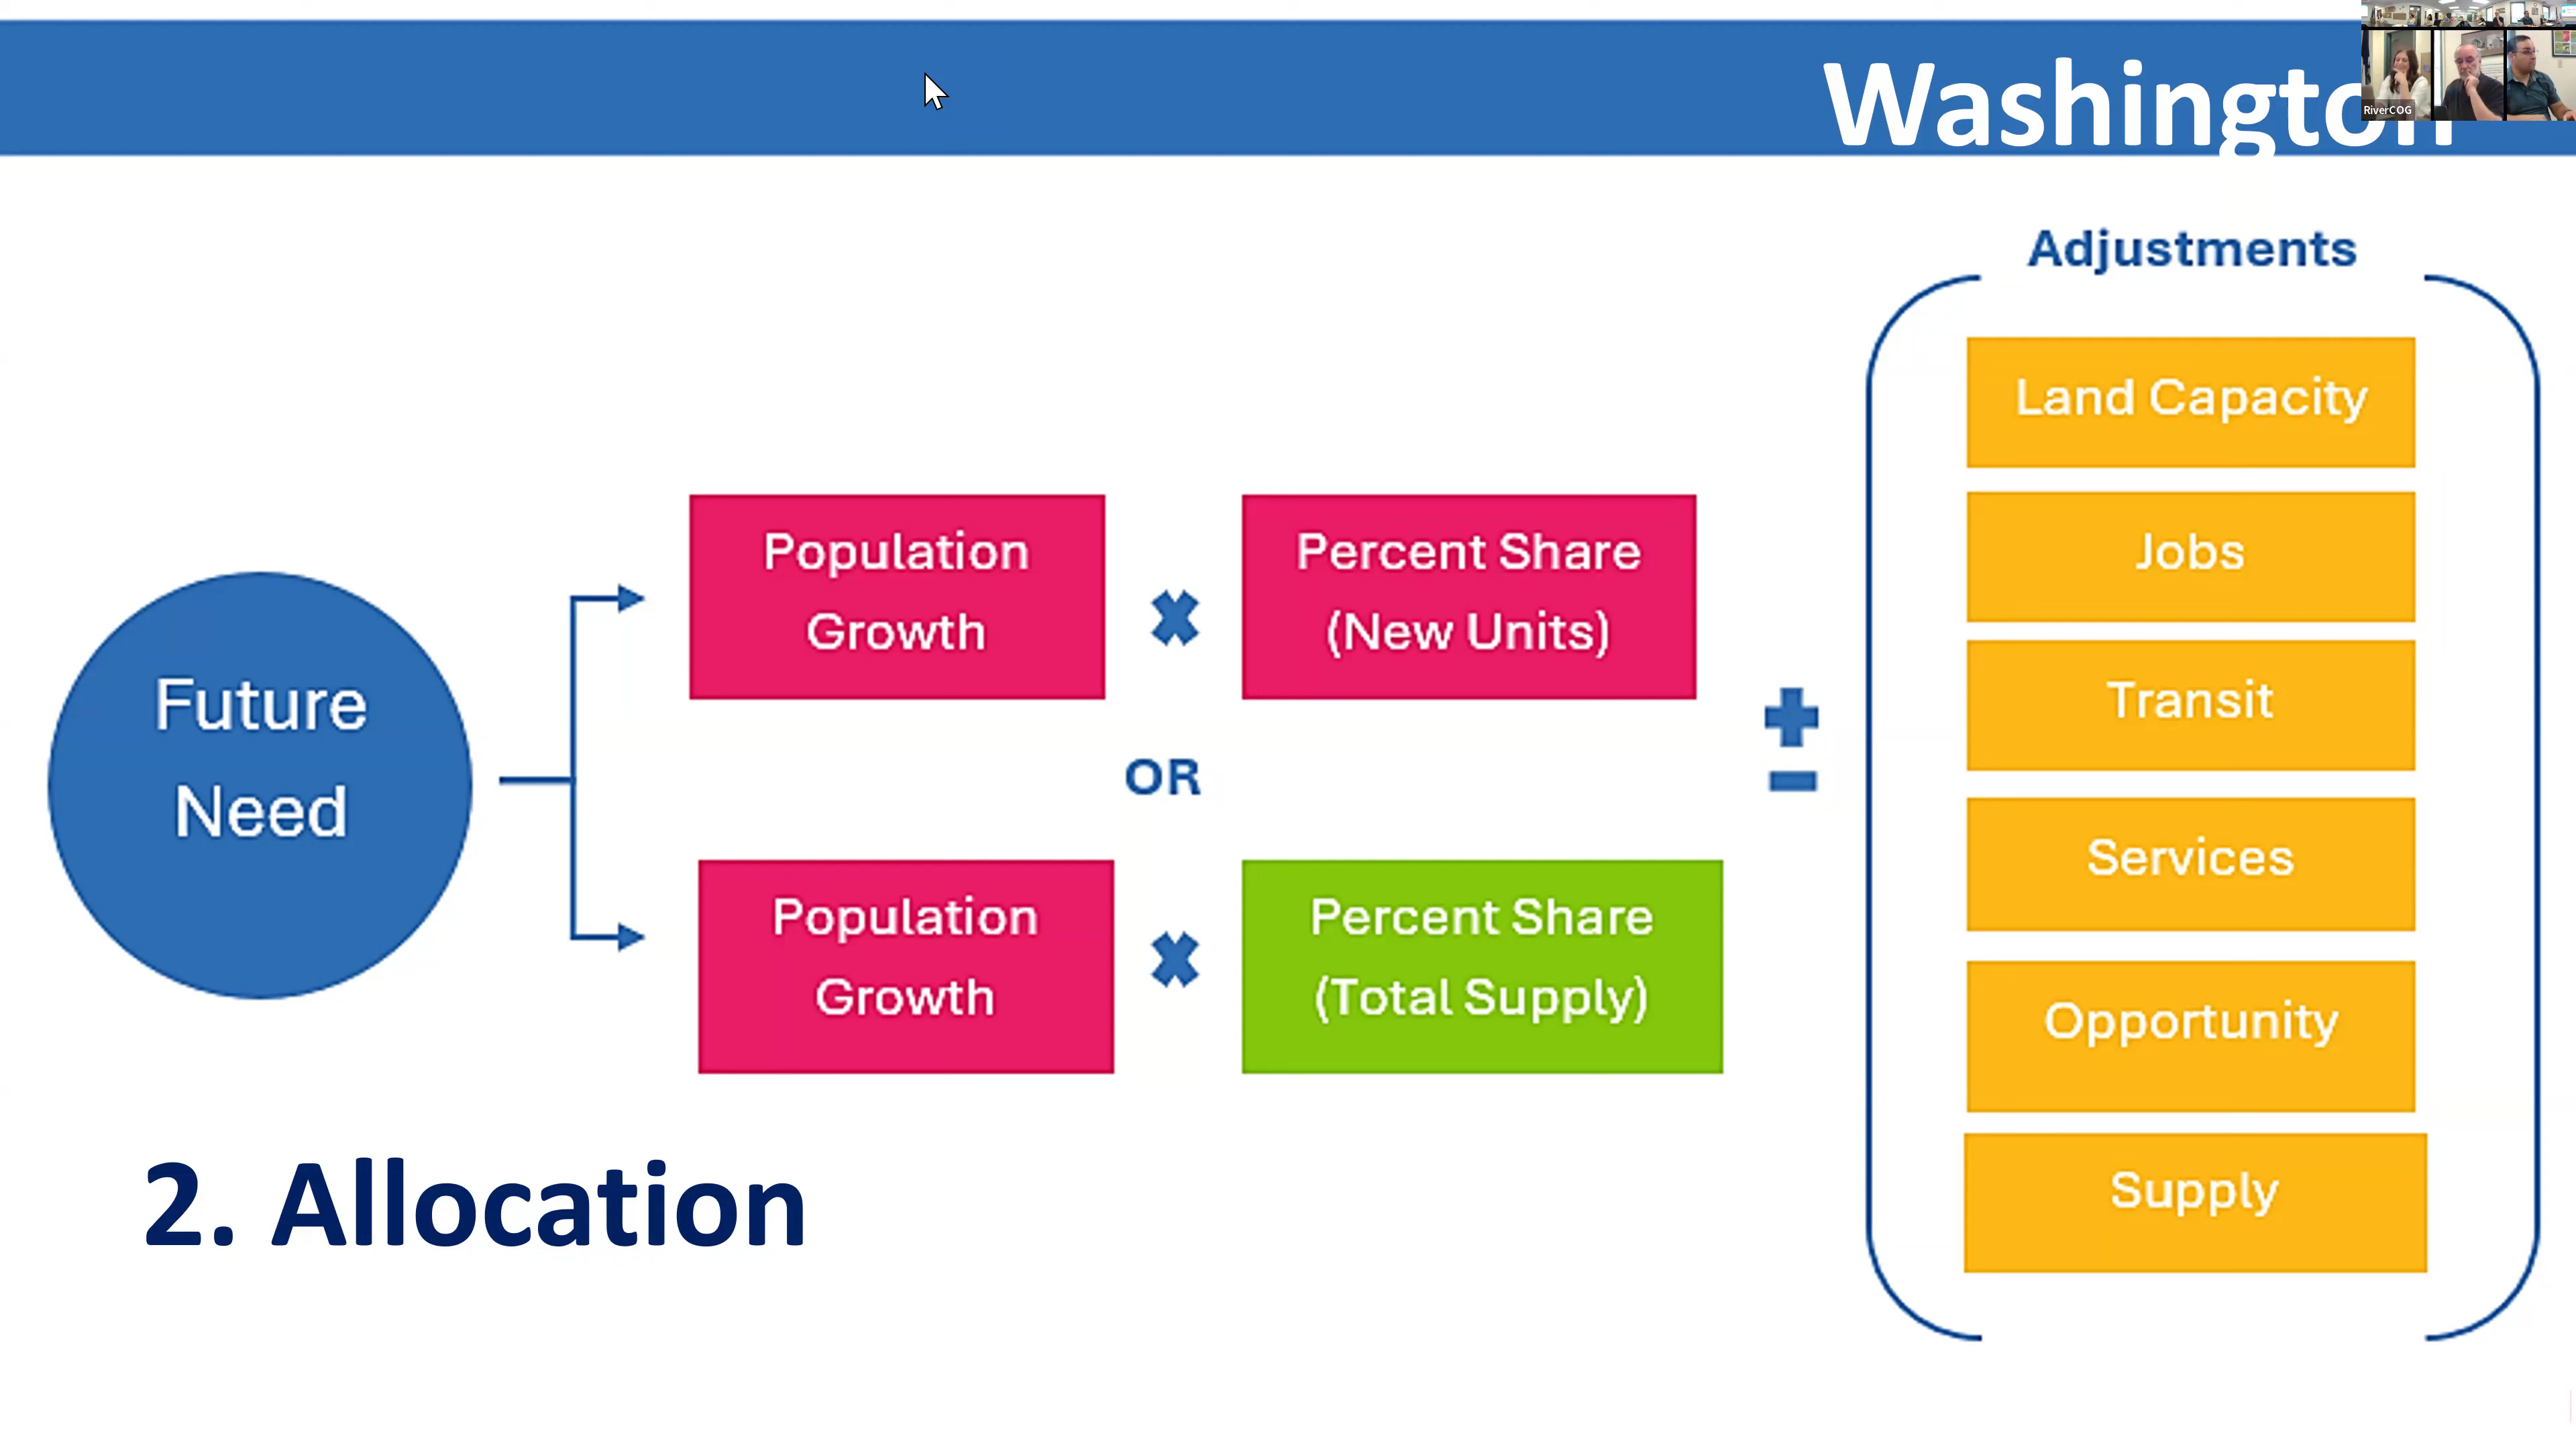 Washington
RiverCOG
Adjustments
Land Capacity
Jobs
Transit
Services
Opportunity
Supply
Future
Need
Population
Growth
Percent Share
(New Units)
OR
Population
Growth
Percent Share
(Total Supply)
2. Allocation